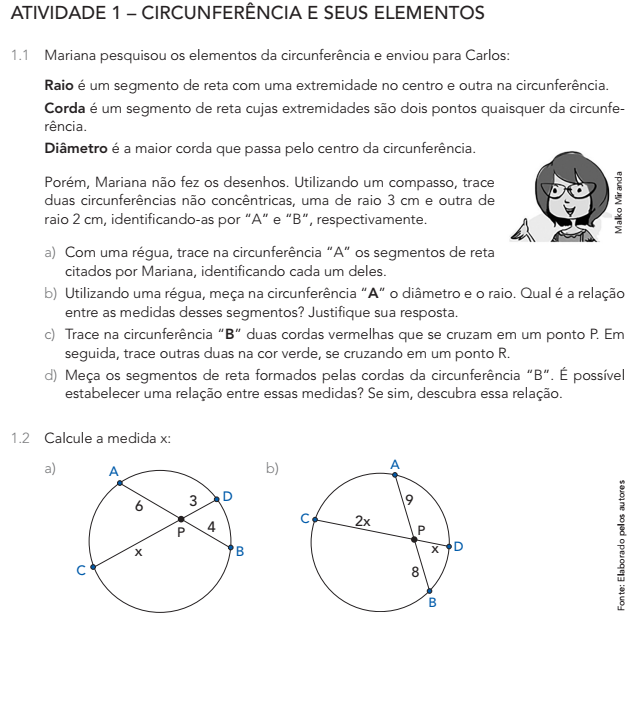 ATIVIDADE 1 – CIRCUNFERÊNCIA E SEUS ELEMENTOS
1.1 Mariana pesquisou os elementos da circunferência e enviou para Carlos:
Raio é um segmento de reta com uma extremidade no centro e outra na circunferência.
Corda é um segmento de reta cujas extremidades são dois pontos quaisquer da circunfe-
rência.
Diâmetro é a maior corda que passa pelo centro da circunferência.
Porém, Mariana não fez os desenhos. Utilizando um compasso, trace
duas circunferências não concêntricas, uma de raio 3 cm e outra de
raio 2 cm, identificando-as por “A” e “B”, respectivamente.
Malko Miranda
a) Com uma régua, trace na circunferência “A” os segmentos de reta
citados por Mariana, identificando cada um deles.
b) Utilizando uma régua, meça na circunferência “A” o diâmetro e o raio. Qual é a relação
entre as medidas desses segmentos? Justifique sua resposta.
c) Trace na circunferência “B” duas cordas vermelhas que se cruzam em um ponto P. Em
seguida, trace outras duas na cor verde, se cruzando em um ponto R.
d) Meça os segmentos de reta formados pelas cordas da circunferência “B”. É possível
estabelecer uma relação entre essas medidas? Se sim, descubra essa relação.
1.2 Calcule a medida x:
a)
A
6
3
D
P
4
B
x
C
b)
A
9
C
2x
P
x
D
8
B
Fonte: Elaborado pelos autores